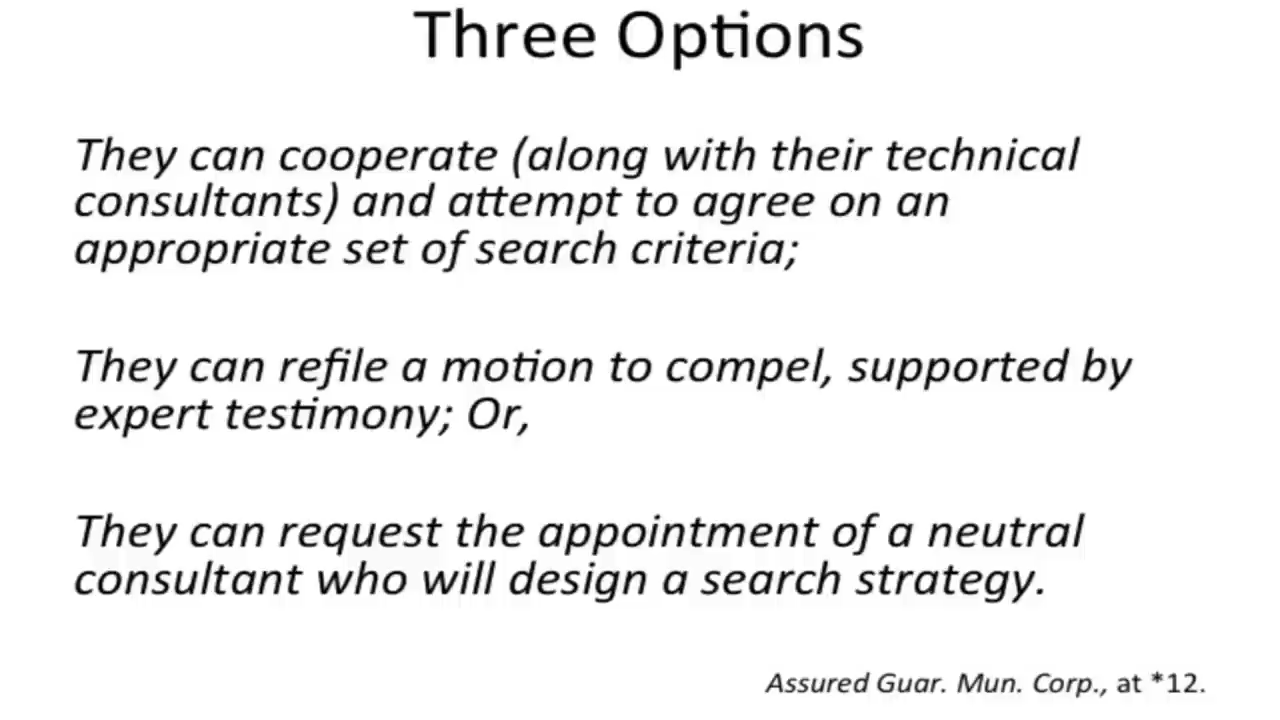 Three Options
They can cooperate (along with their technical
consultants) and attempt to agree on an
appropriate set of search criteria;
They can refile a motion to compel, supported by
expert testimony; Or,
They can request the appointment of a neutral
consultant who will design a search strategy.
Assured Guar. Mun. Corp., at *12.